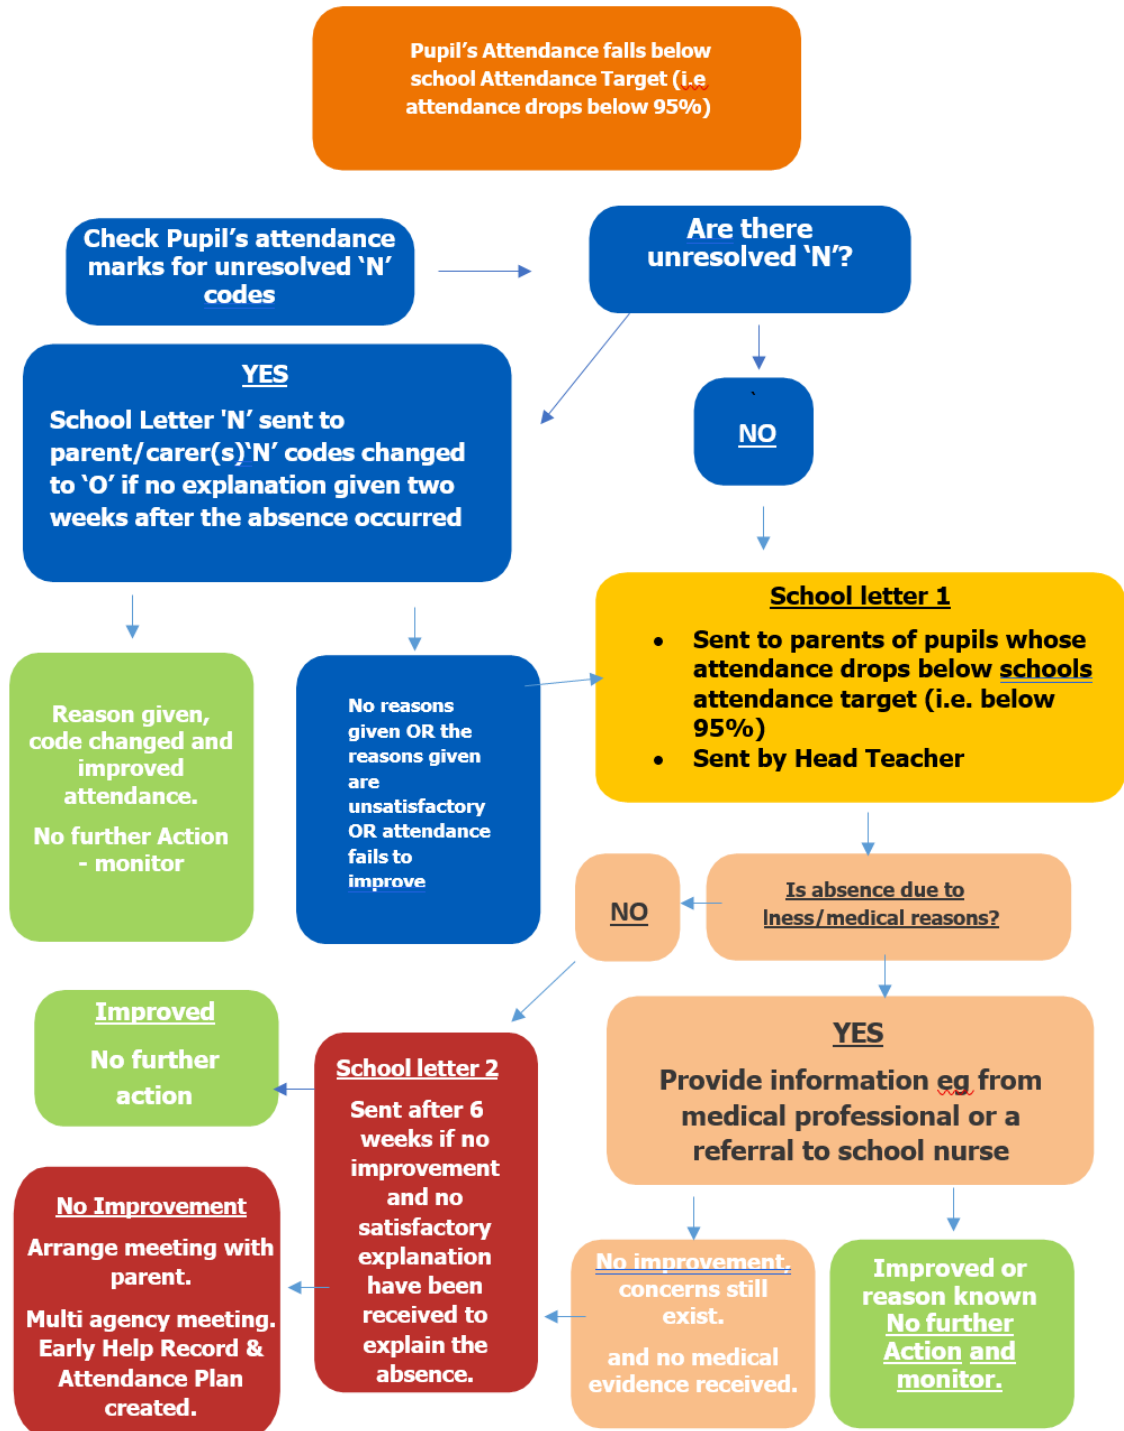 Pupil’s Attendance falls below
school Attendance Target (i.e
attendance drops below 95%)
Check Pupil’s attendance
marks for unresolved ‘N’
codes
Are there
unresolved ‘N’?
YES
School Letter 'N’ sent to
parent/carer(s)‘N’ codes changed
to ‘O’ if no explanation given two
weeks after the absence occurred
NO
School letter 1
• Sent to parents of pupils whose
attendance drops below schools
attendance target (i.e. below
95%)
• Sent by Head Teacher
Reason given,
code changed and
improved
attendance.
No further Action
- monitor
No reasons
given OR the
reasons given
are
unsatisfactory
OR attendance
fails to
improve
Is absence due to
lness/medical reasons?
NO
YES
Provide information eg from
medical professional or a
referral to school nurse
Improved
No further
action
School letter 2
Sent after 6
weeks if no
improvement
and no
satisfactory
explanation
have been
received to
explain the
absence.
No Improvement
Arrange meeting with
parent.
Multi agency meeting.
Early Help Record &
Attendance Plan
created.
No improvement,
concerns still
exist.
and no medical
evidence received.
Improved or
reason known
No further
Action and
monitor.